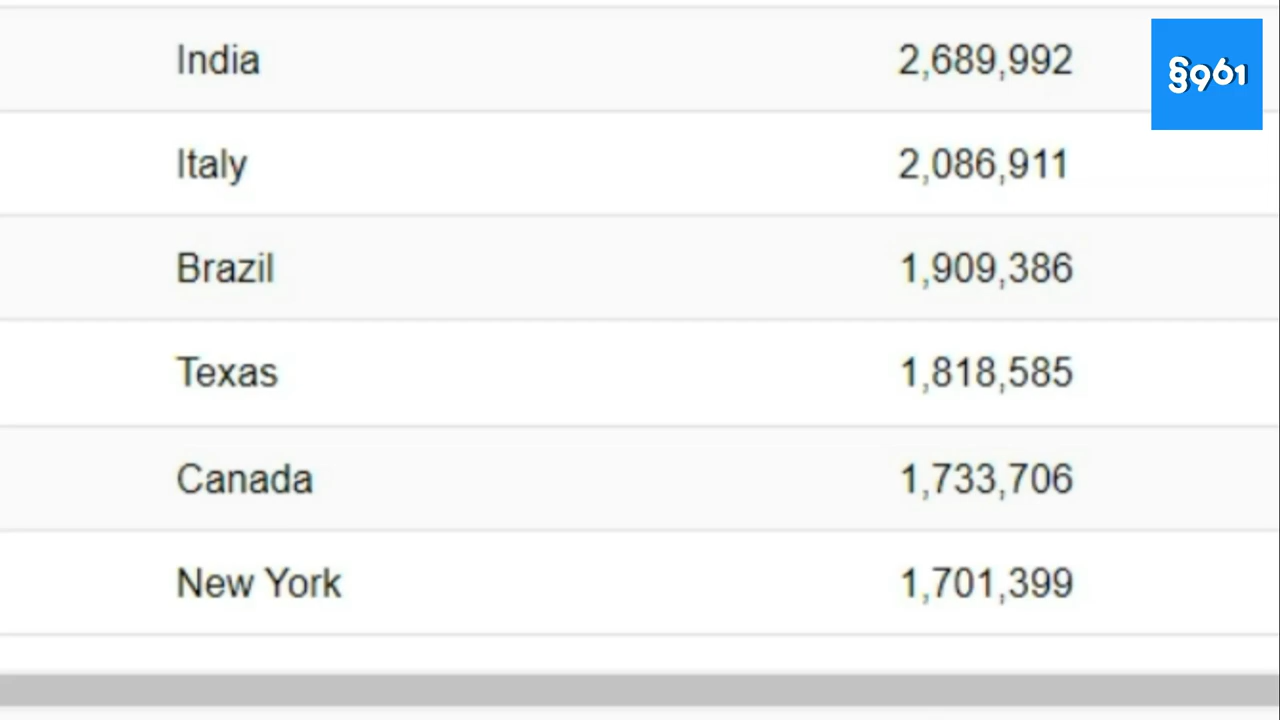 India 2,689,992
§961
Italy 2,086,911
Brazil 1,909,386
Texas 1,818,585
Canada 1,733,706
New York 1,701,399